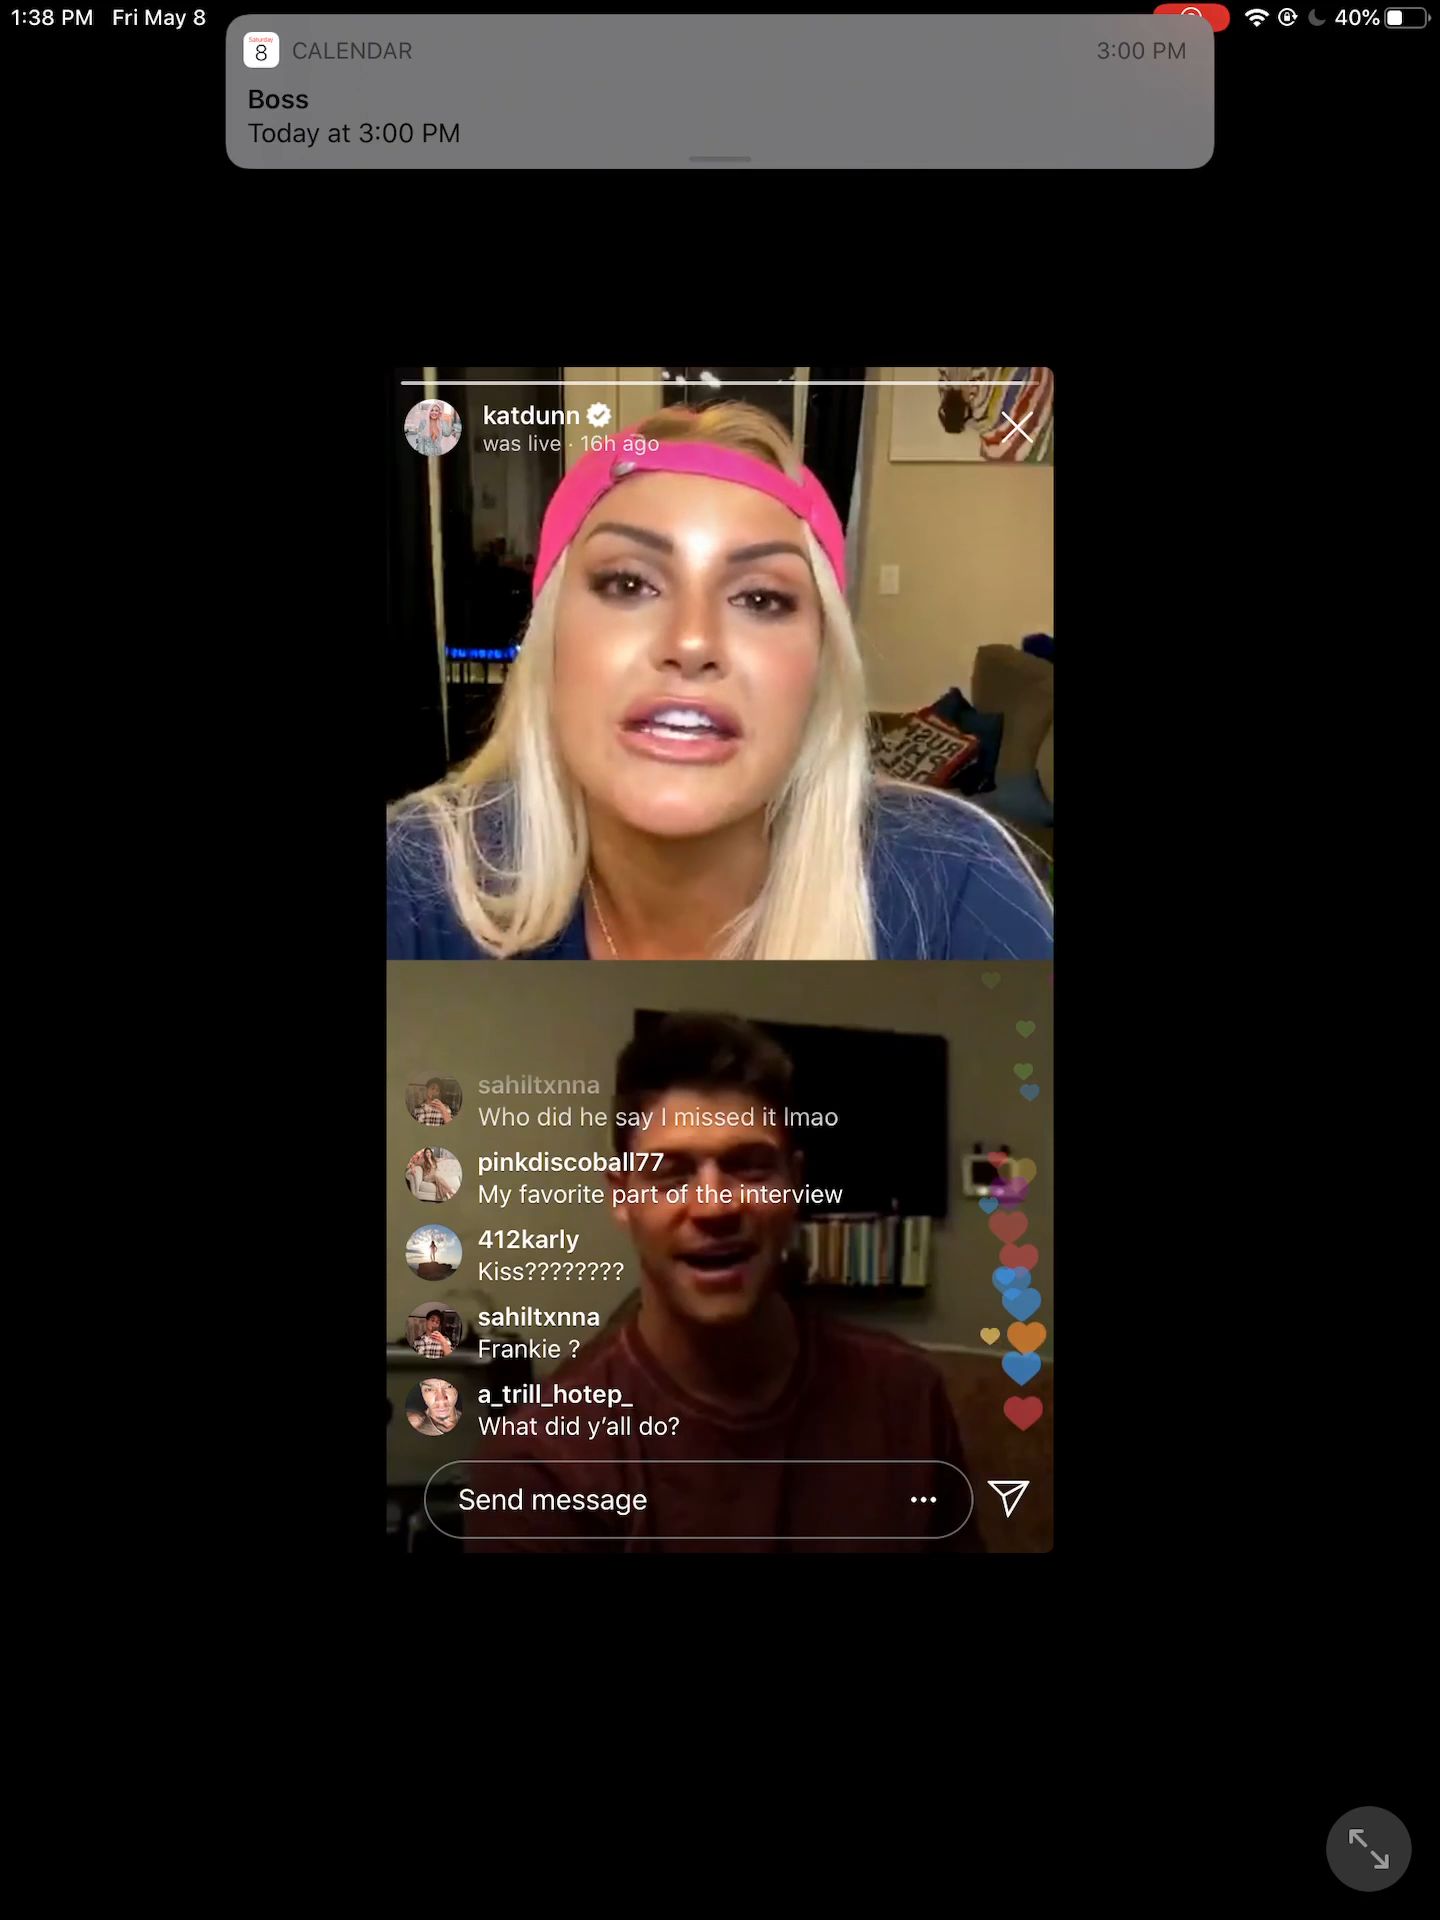 1:38 PM Fri May 8
40%
Saturday
8
CALENDAR
3:00 PM
Boss
Today at 3:00 PM
katdunn
was live · 16h ago
sahiltxnna
Who did he say I missed it lmao
pinkdiscoball77
My favorite part of the interview
412karly
Kiss????????
sahiltxnna
Frankie ?
a_trill_hotep_
What did y’all do?
Send message